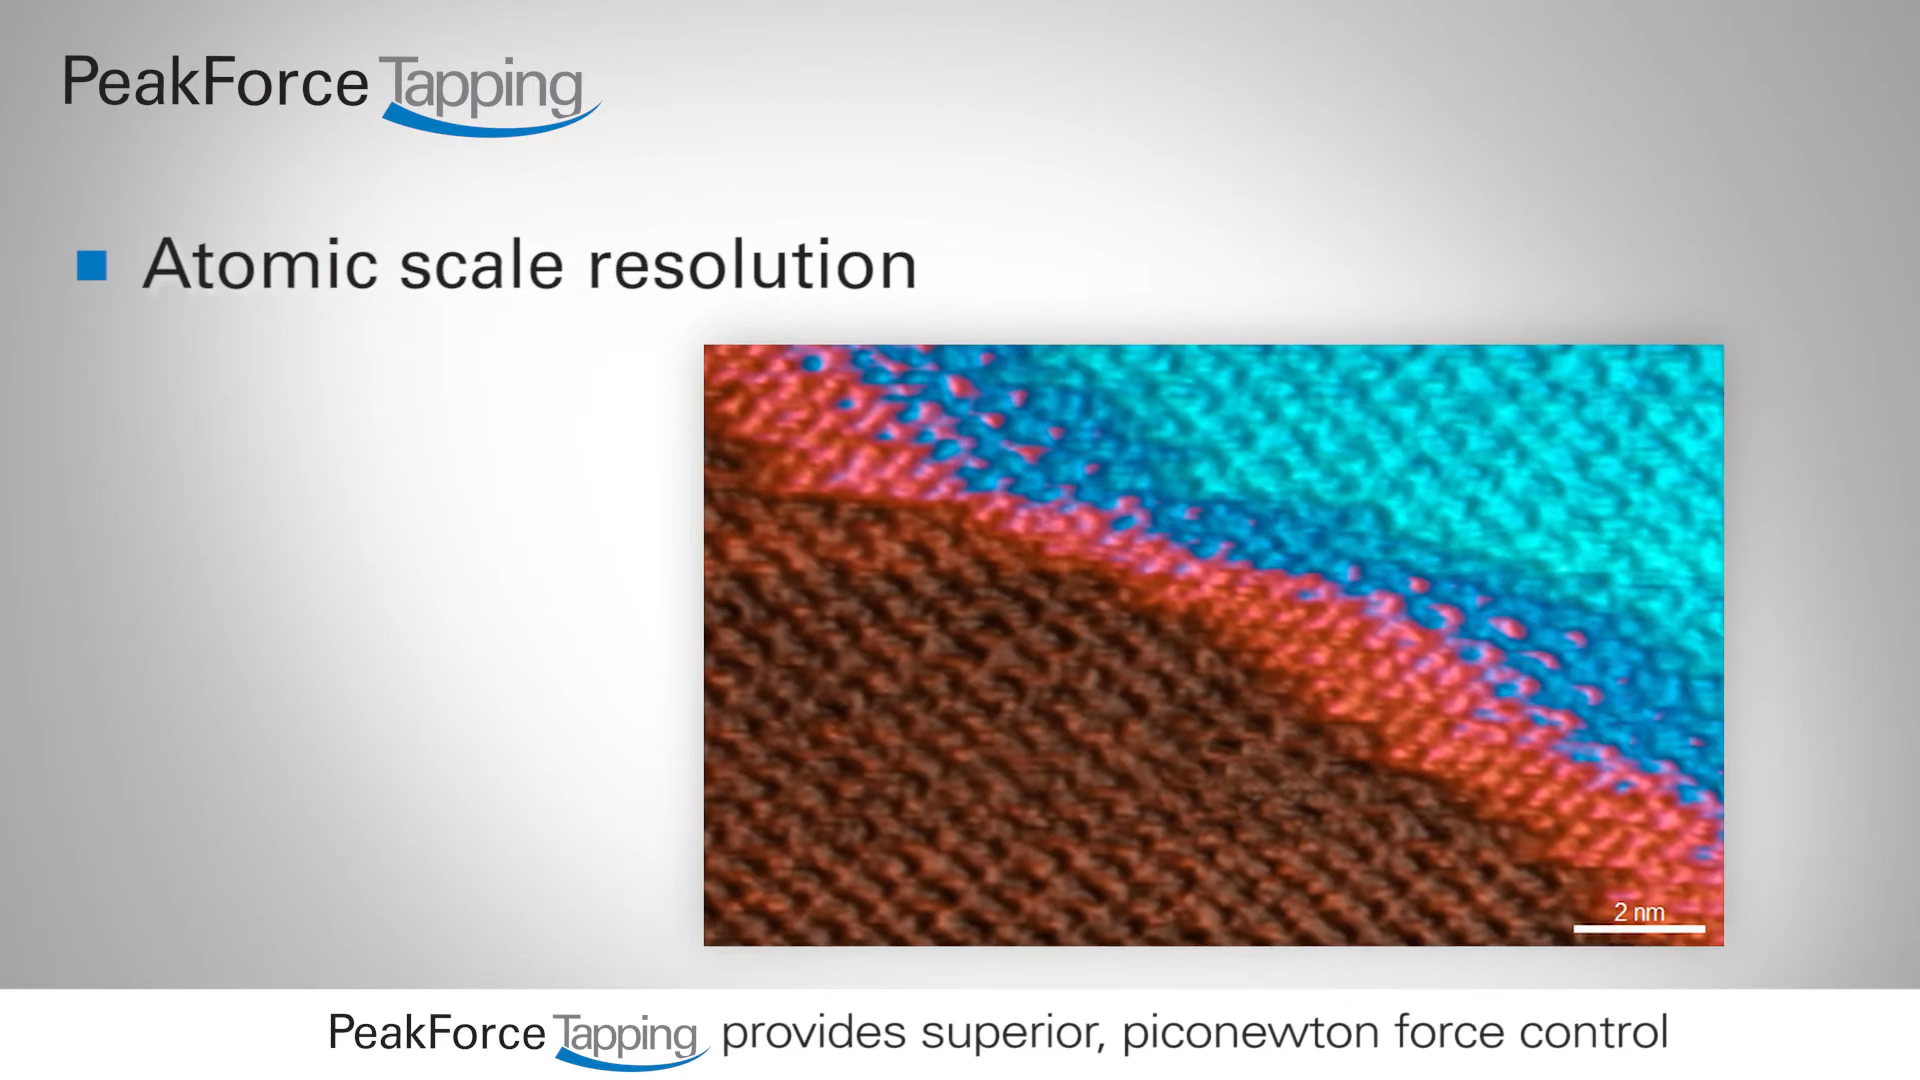 PeakForce Tapping
Atomic scale resolution
2 nm
PeakForce Tapping provides superior, piconewton force control